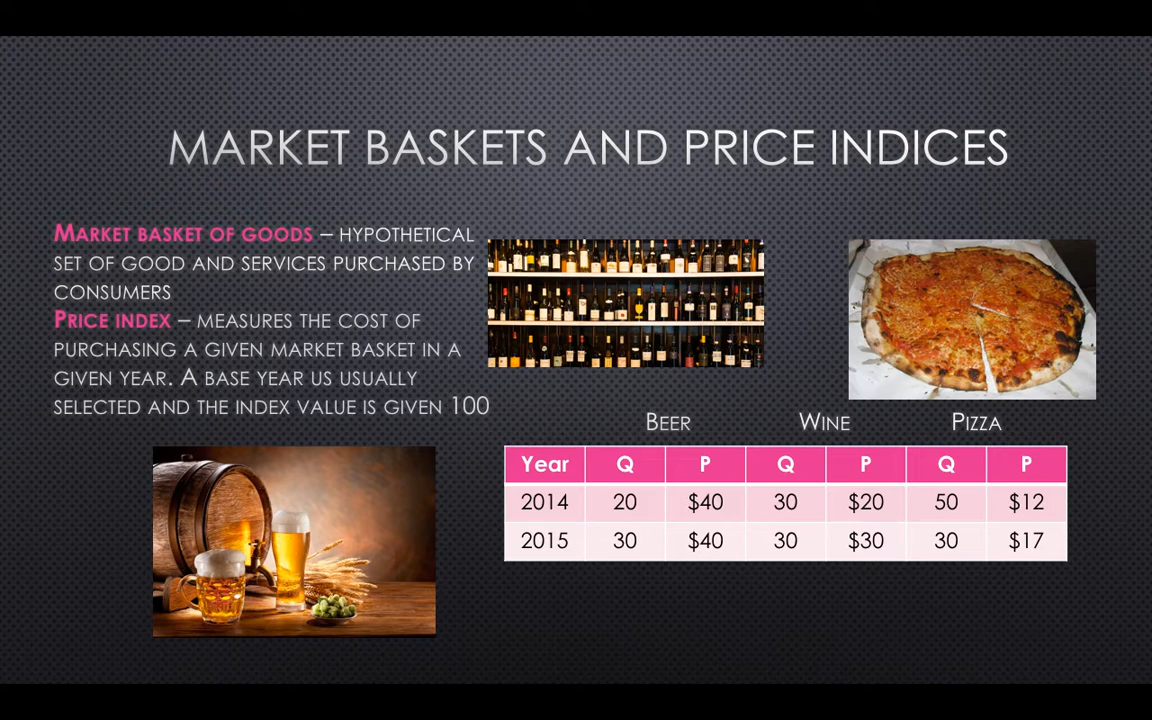 MARKET BASKETS AND PRICE INDICES
MARKET BASKET OF GOODS – HYPOTHETICAL
SET OF GOOD AND SERVICES PURCHASED BY
CONSUMERS
PRICE INDEX – MEASURES THE COST OF
PURCHASING A GIVEN MARKET BASKET IN A
GIVEN YEAR. A BASE YEAR US USUALLY
SELECTED AND THE INDEX VALUE IS GIVEN 100
BEER WINE PIZZA
Year Q P Q P Q P
2014 20 $40 30 $20 50 $12
2015 30 $40 30 $30 30 $17